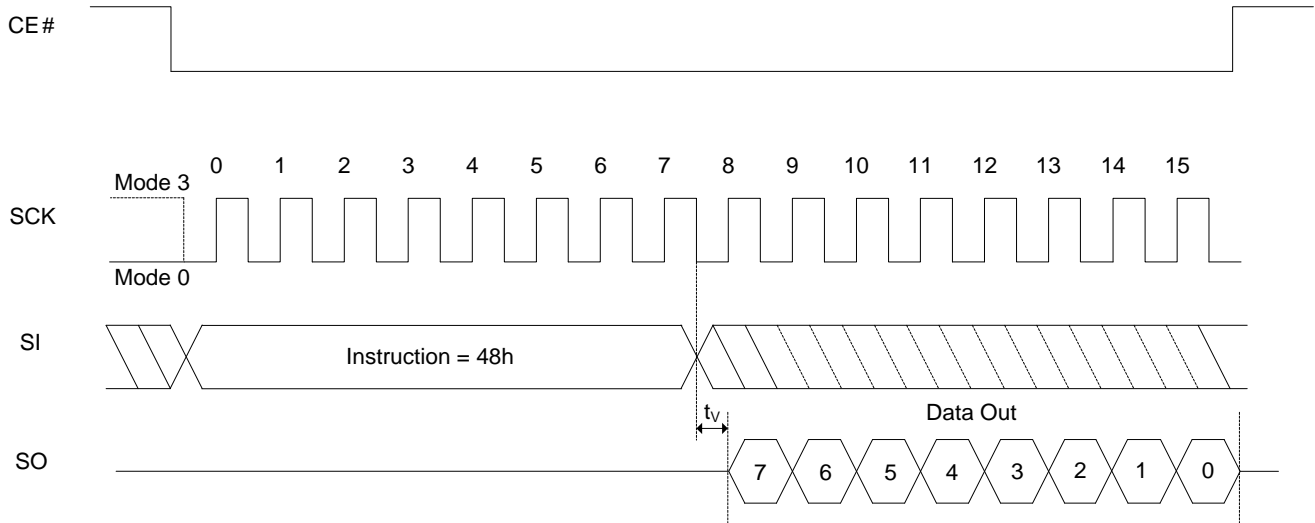 CE#
0 1 2 3 4 5 6 7 8 9 10 11 12 13 14 15
Mode 3
SCK
Mode 0
SI
Instruction = 48h
tV
Data Out
SO
7 6 5 4 3 2 1 0